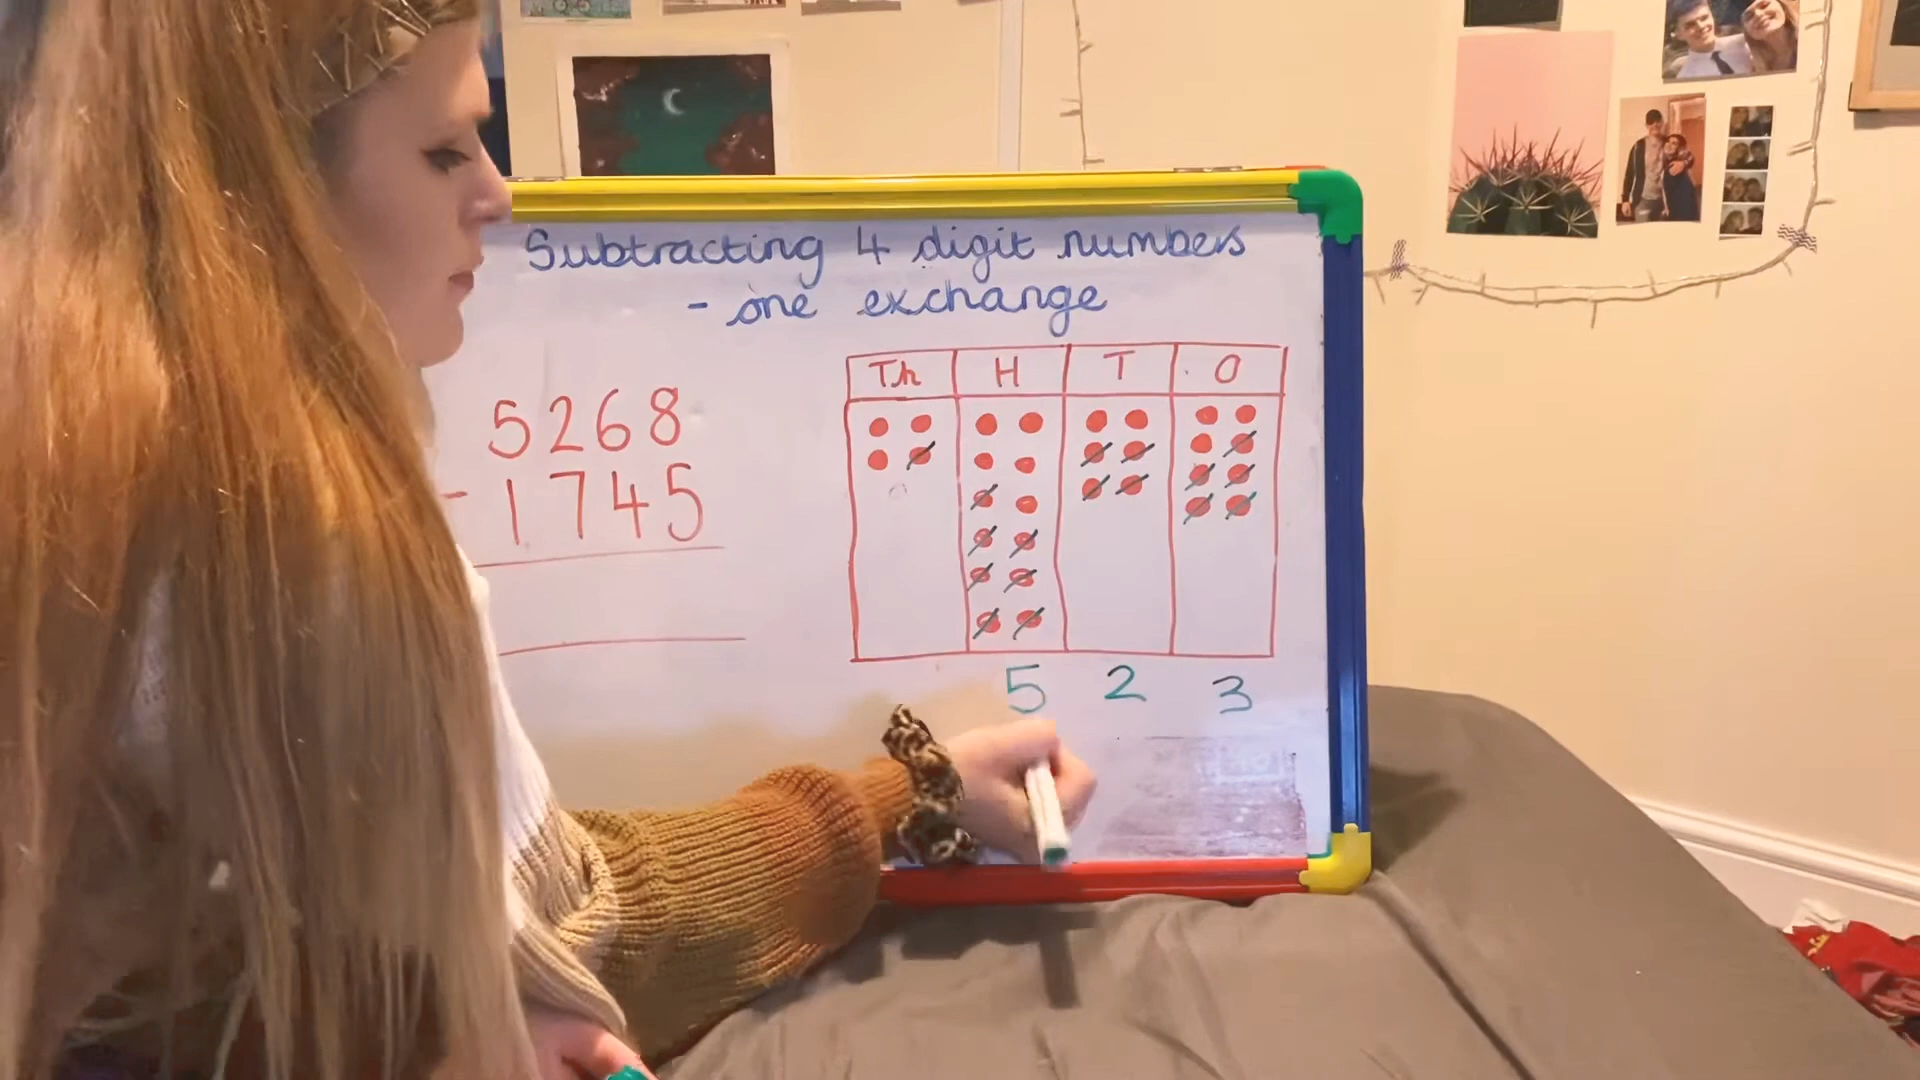 Subtracting 4 digit numbers
- one exchange
Th H T O
5268
- 1745
5 2 3